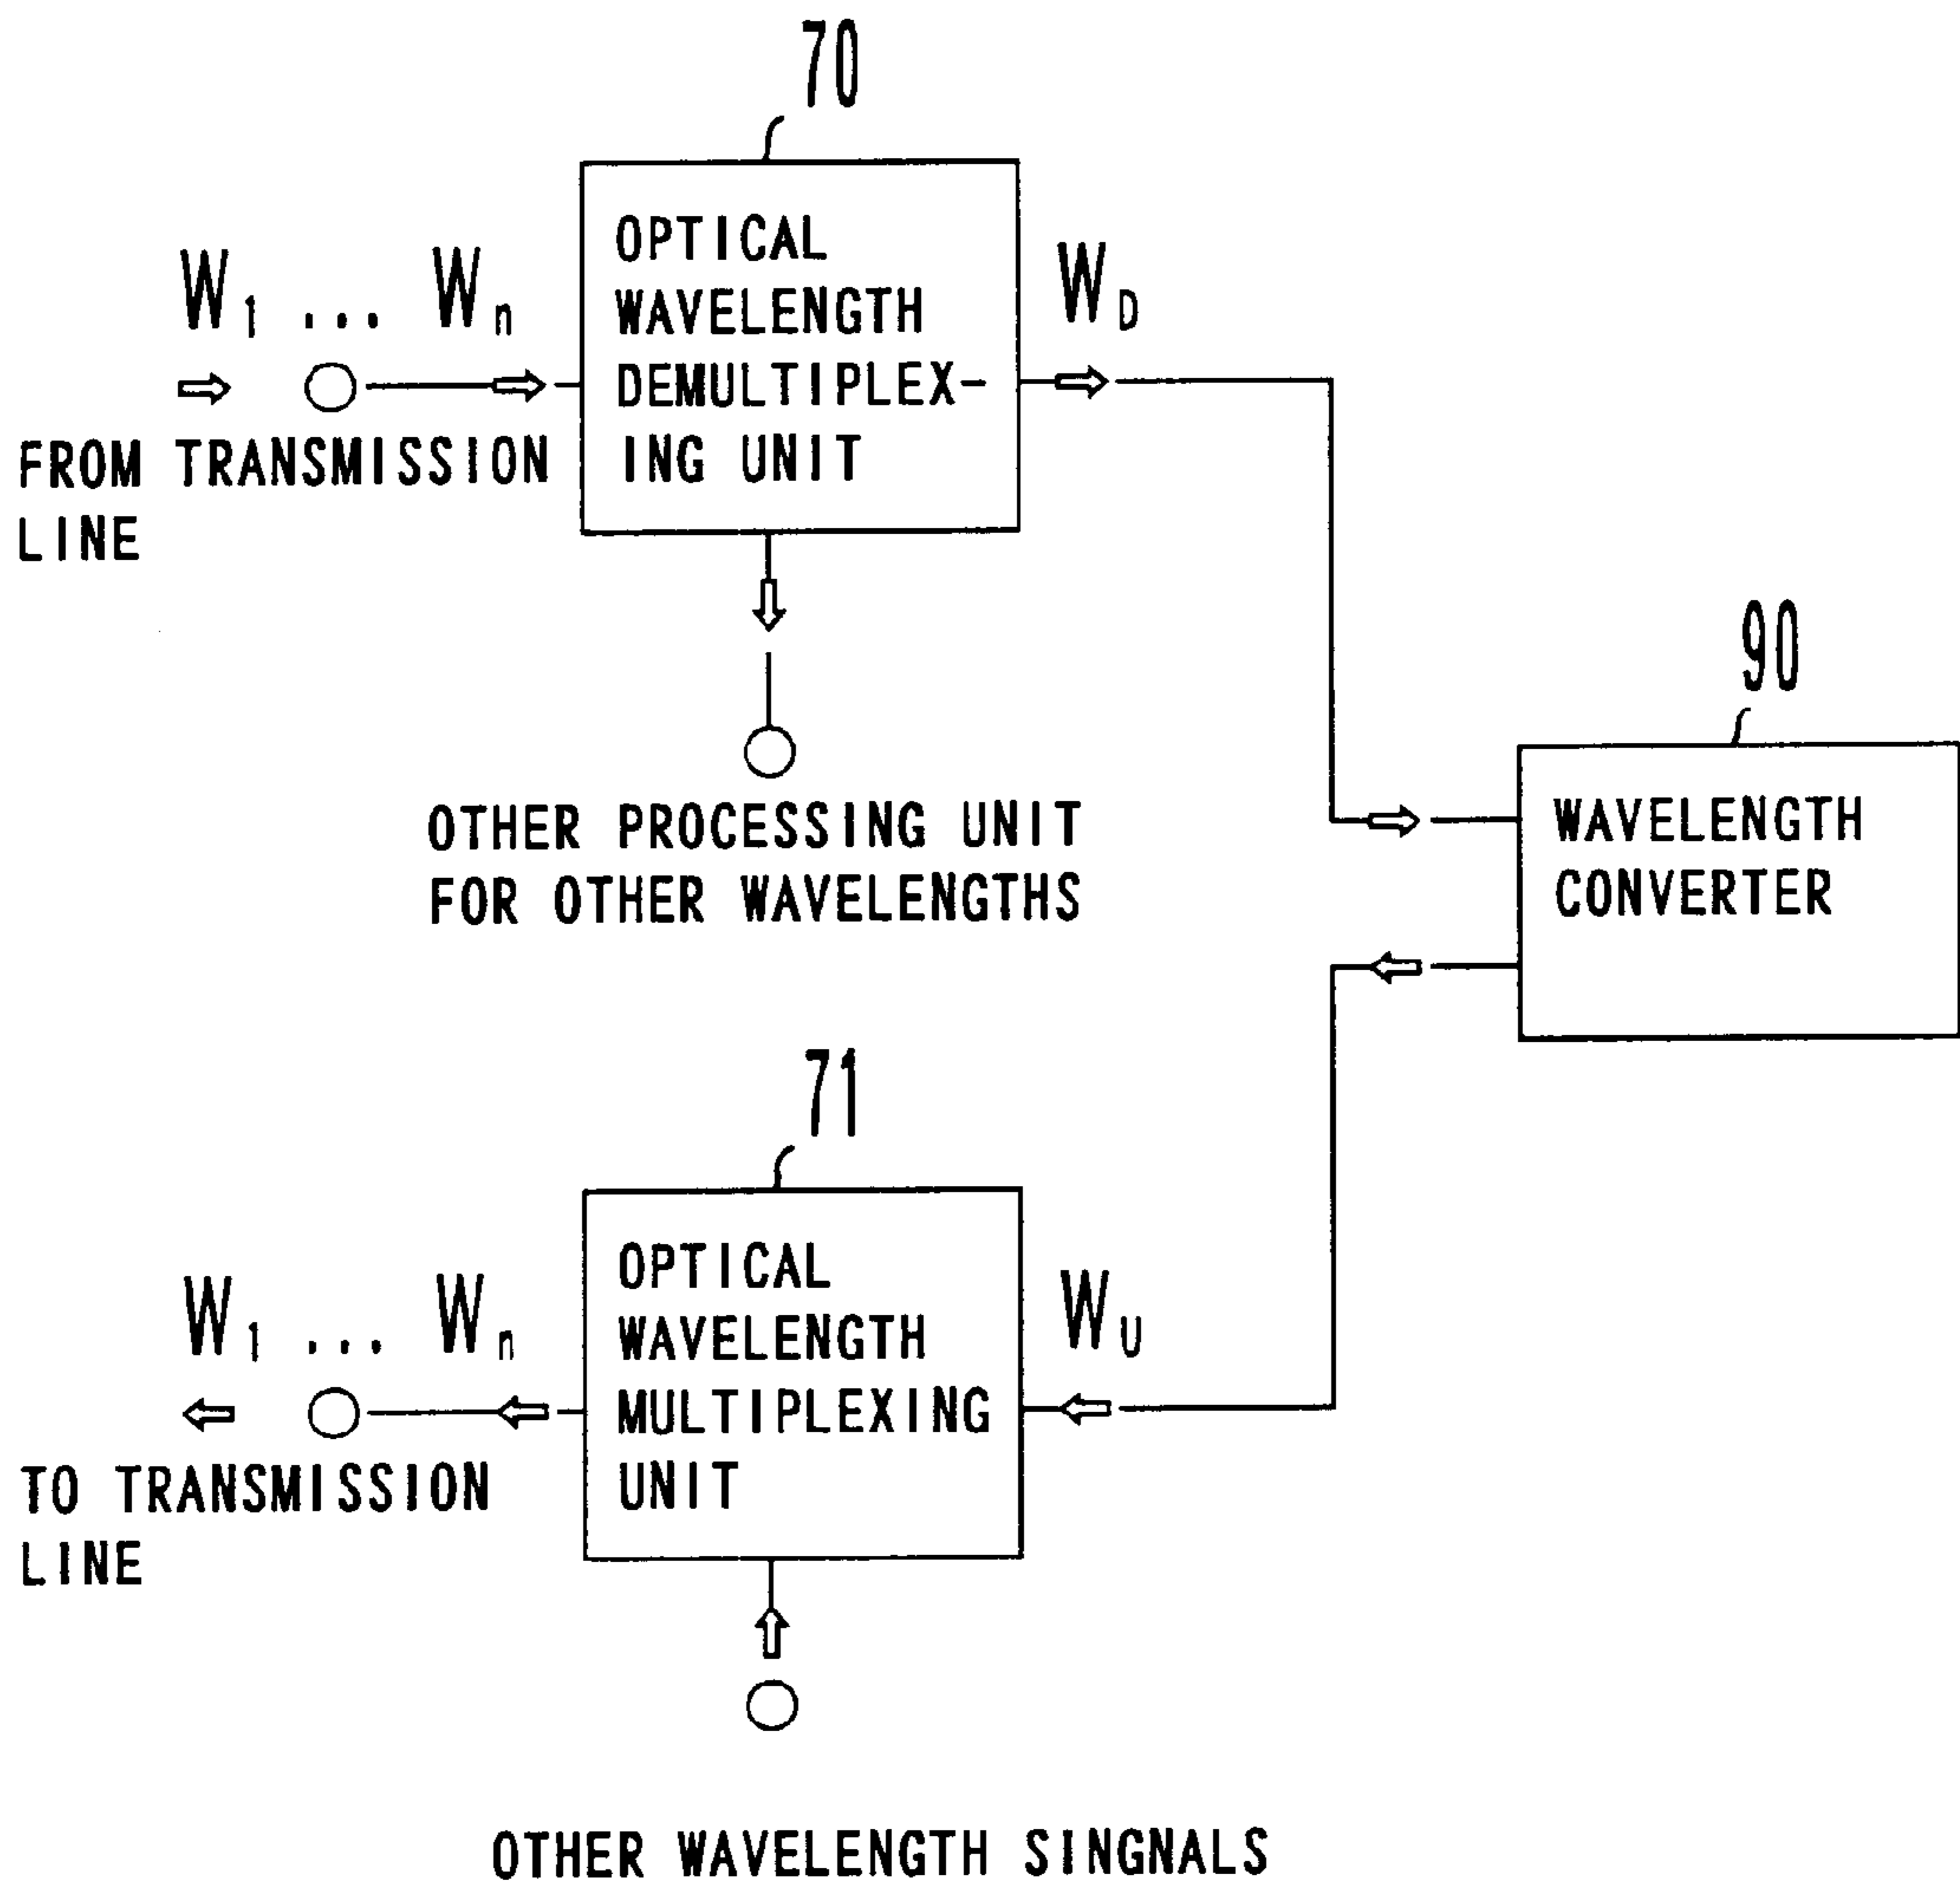 70
OPTICAL
WAVELENGTH
DEMULTIPLEX-
ING UNIT
W1 ... Wn
FROM TRANSMISSION
LINE
WD
OTHER PROCESSING UNIT
FOR OTHER WAVELENGTHS
90
WAVELENGTH
CONVERTER
71
OPTICAL
WAVELENGTH
MULTIPLEXING
UNIT
W1 ... Wn
TO TRANSMISSION
LINE
WU
OTHER WAVELENGTH SINGNALS